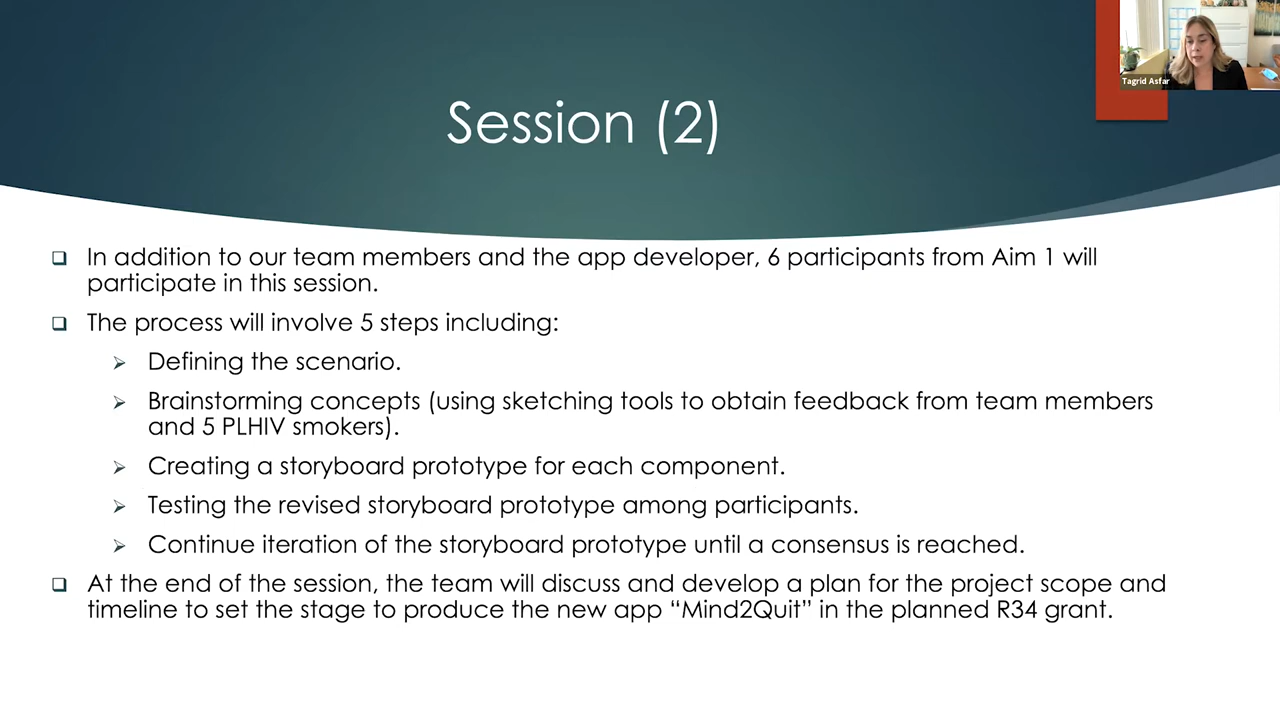 Tagrid Asfar
Session (2)
❑ In addition to our team members and the app developer, 6 participants from Aim 1 will
participate in this session.
❑ The process will involve 5 steps including:
➢ Defining the scenario.
➢ Brainstorming concepts (using sketching tools to obtain feedback from team members
and 5 PLHIV smokers).
➢ Creating a storyboard prototype for each component.
➢ Testing the revised storyboard prototype among participants.
➢ Continue iteration of the storyboard prototype until a consensus is reached.
❑ At the end of the session, the team will discuss and develop a plan for the project scope and
timeline to set the stage to produce the new app “Mind2Quit” in the planned R34 grant.